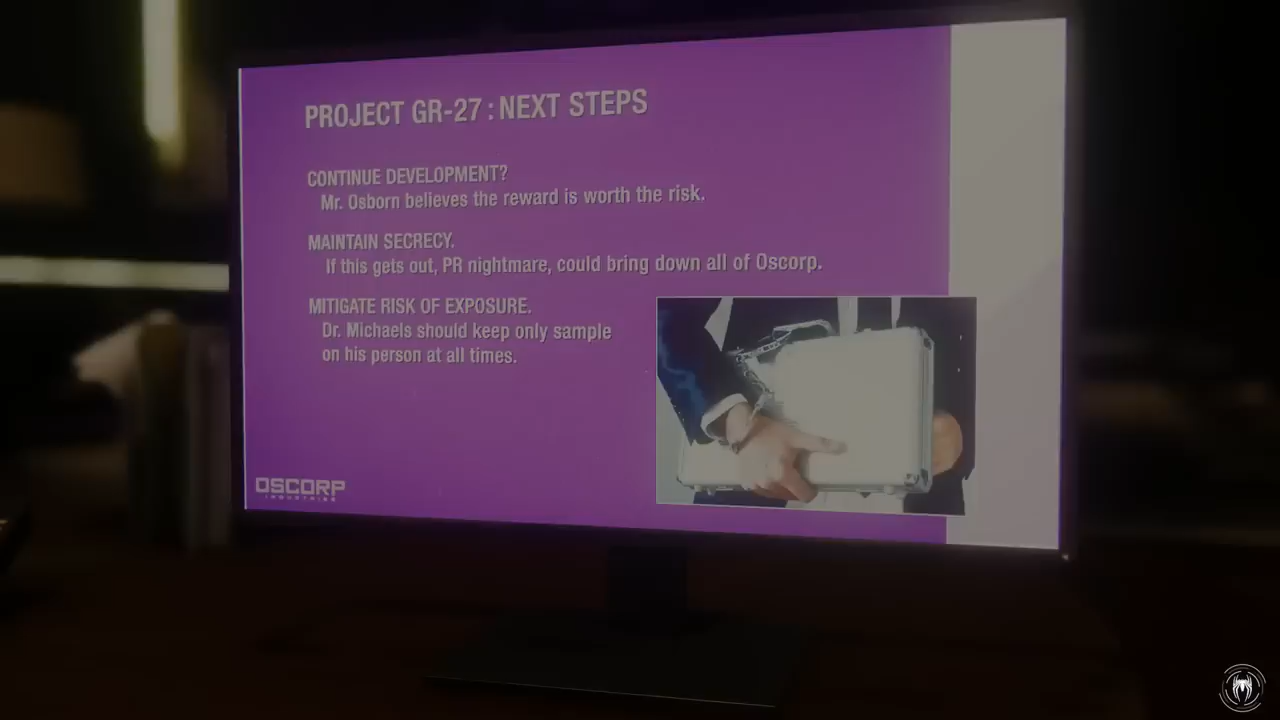 PROJECT GR-27 : NEXT STEPS
CONTINUE DEVELOPMENT?
Mr. Osborn believes the reward is worth the risk.
MAINTAIN SECRECY.
If this gets out, PR nightmare, could bring down all of Oscorp.
MITIGATE RISK OF EXPOSURE.
Dr. Michaels should keep only sample
on his person at all times.
OSCORP
INDUSTRIES